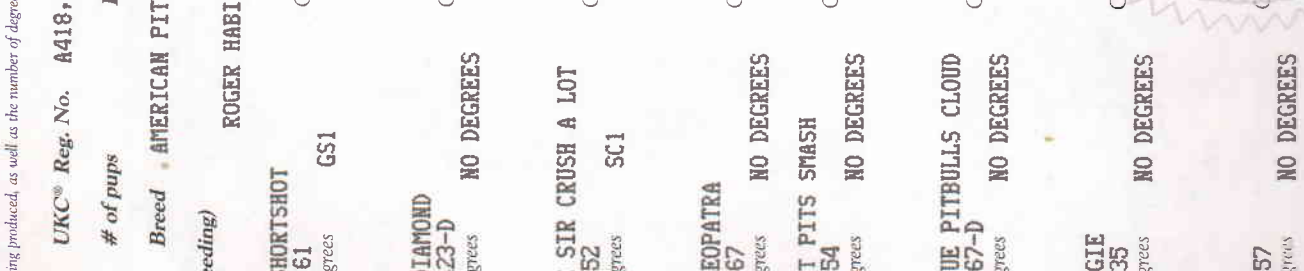 ing produced, as well as the number of degree
UKC® Reg. No. A418,
# of pups
Breed AMERICAN PIT
ROGER HABI
eeding)
HORTSHOT
61 GS1
grees
IAMOND
23-D
grees NO DEGREES
SIR CRUSH A LOT
52 SC1
grees
EOPATRA
67
grees NO DEGREES
T PITS SMASH
54
grees NO DEGREES
UE PITBULLS CLOUD
67-D
grees NO DEGREES
GIE
35
grees NO DEGREES
57
grees NO DEGREES